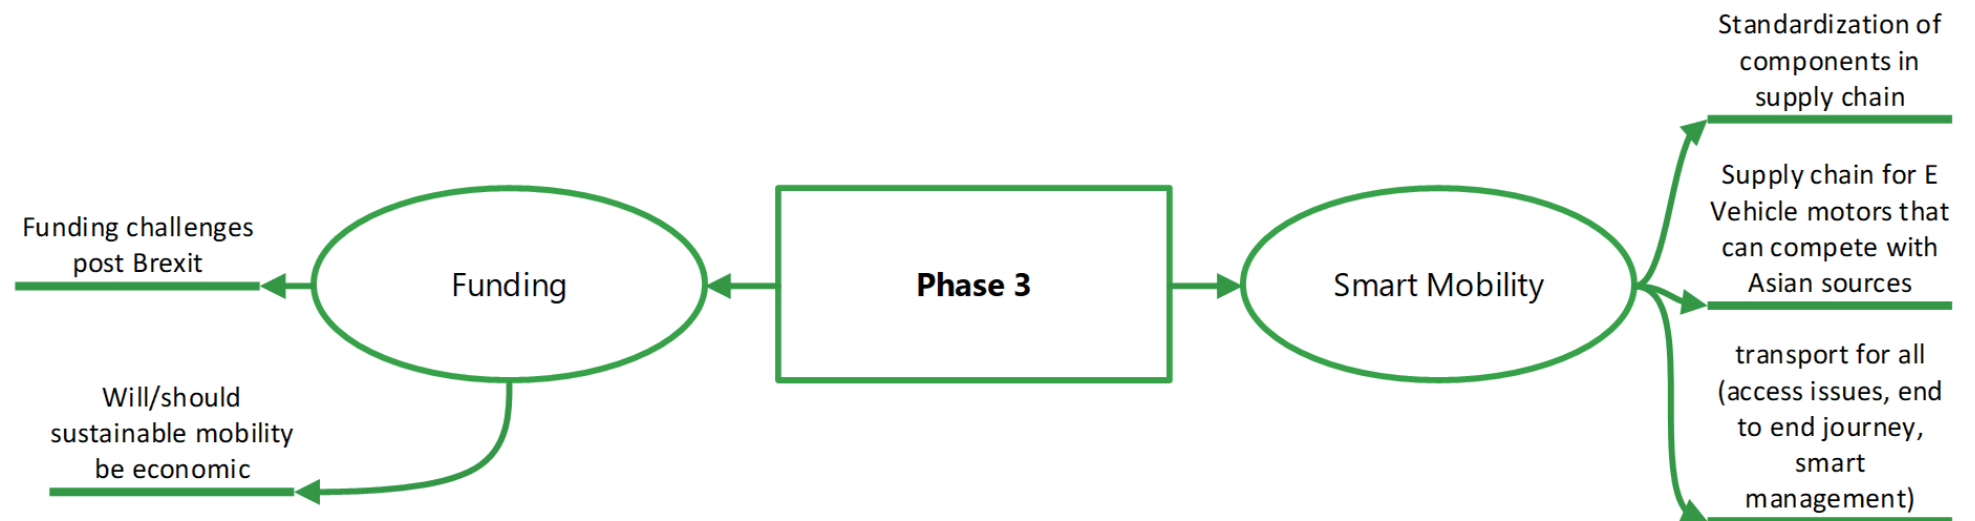 Funding challenges
post Brexit
Will/should
sustainable mobility
be economic
Funding
Phase 3
Smart Mobility
Standardization of
components in
supply chain
Supply chain for E
Vehicle motors that
can compete with
Asian sources
transport for all
(access issues, end
to end journey,
smart
management)